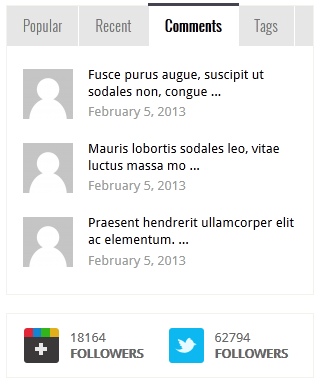 Popular Recent Comments Tags
Fusce purus augue, suscipit ut
sodales non, congue ...
February 5, 2013
Mauris lobortis sodales leo, vitae
luctus massa mo ...
February 5, 2013
Praesent hendrerit ullamcorper elit
ac elementum. ...
February 5, 2013
18164
FOLLOWERS
62794
FOLLOWERS